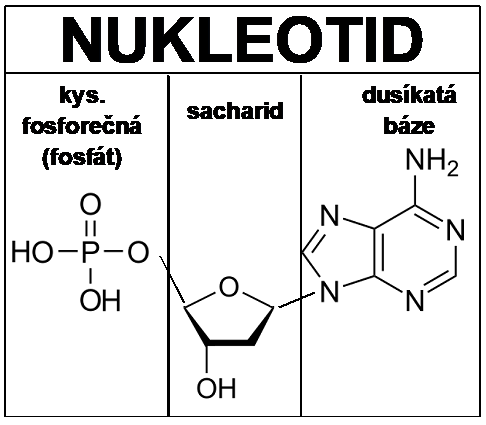 NUKLEOTID
kys.
fosforečná
(fosfát)
sacharid
dusíkatá
báze
NH2
O
HO P O
OH
N
N
N
N
O
OH